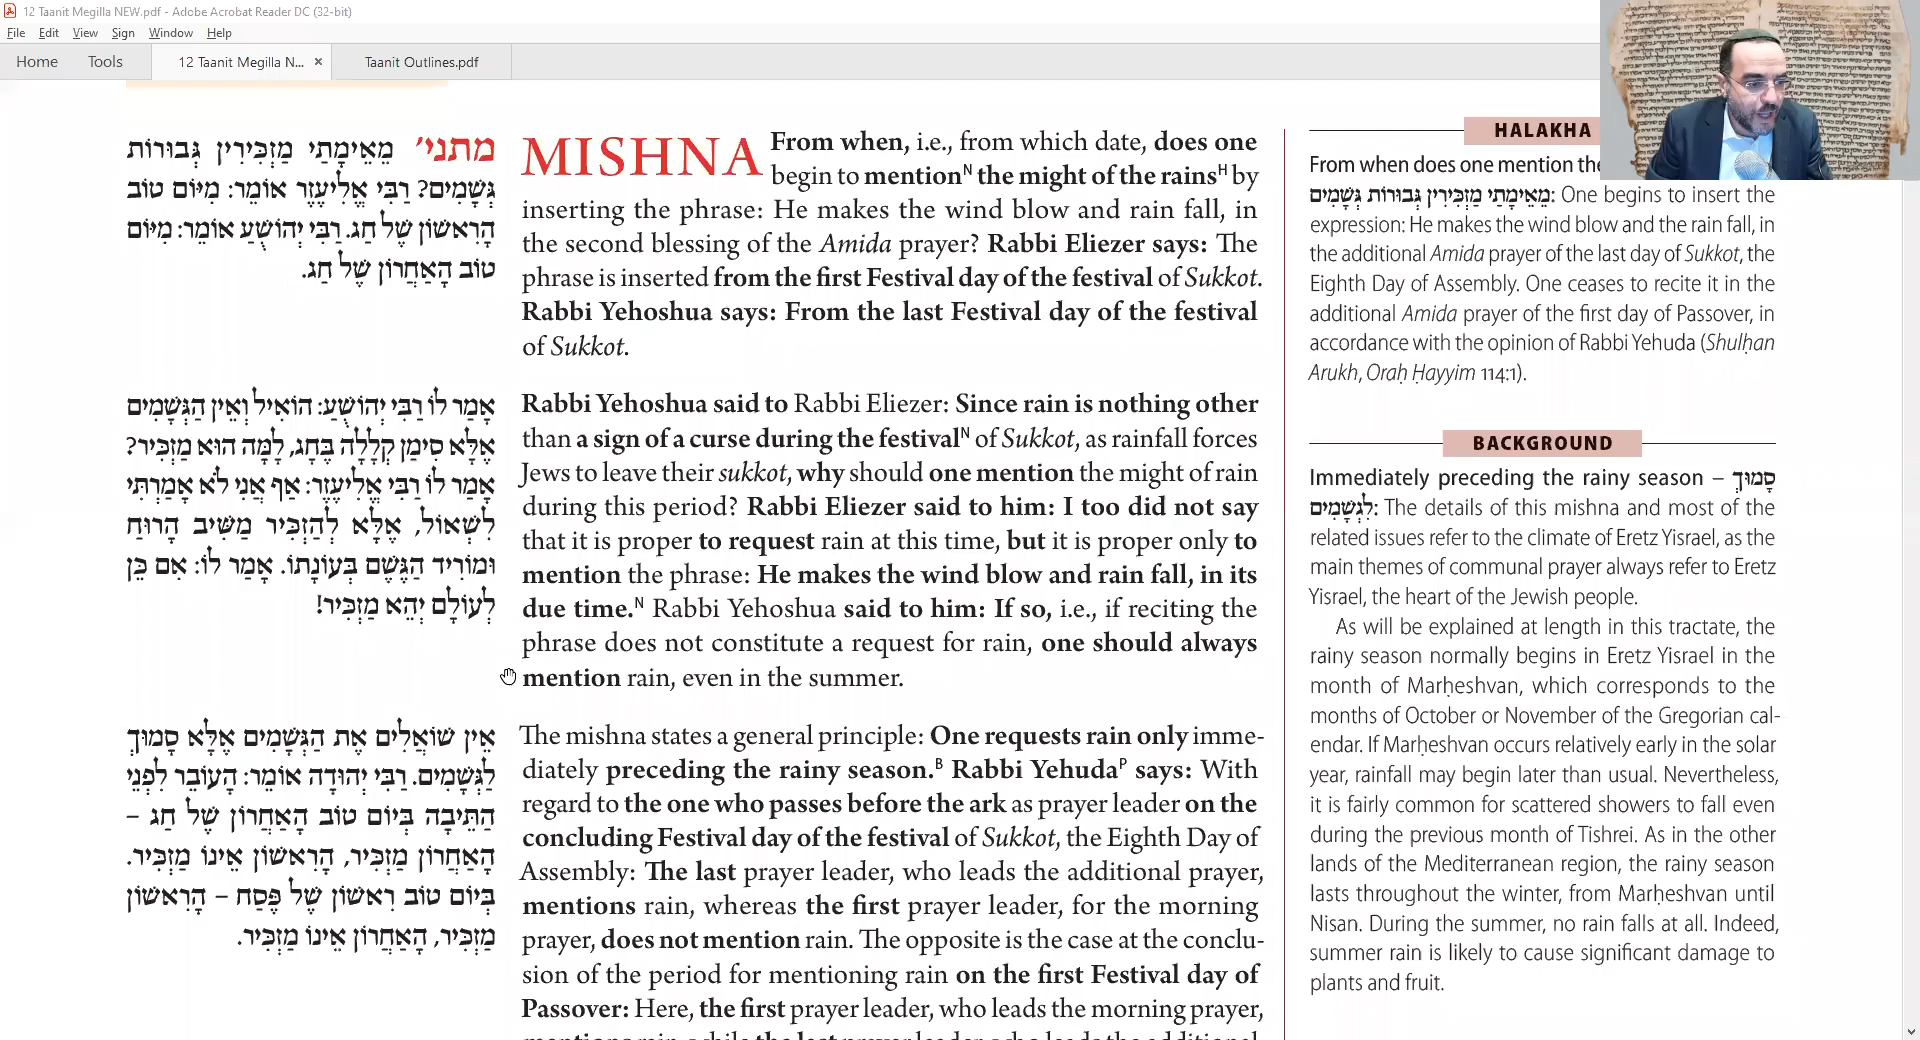 12 Taanit Megilla NEW.pdf - Adobe Acrobat Reader DC (32-bit)
File Edit View Sign Window Help
Home Tools 12 Taanit Megilla N... × Taanit Outlines.pdf
מתני׳ מֵאֵימָתַי מַזְכִּירִין גְּבוּרוֹת
גְּשָׁמִים? רַבִּי אֱלִיעֶזֶר אוֹמֵר: מִיּוֹם טוֹב
הָרִאשׁוֹן שֶׁל חַג. רַבִּי יְהוֹשֻׁעַ אוֹמֵר: מִיּוֹם
טוֹב הָאַחֲרוֹן שֶׁל חַג.
אָמַר לוֹ רַבִּי יְהוֹשֻׁעַ: הוֹאִיל וְאֵין הַגְּשָׁמִים
אֶלָּא סִימַן קְלָלָה בֶּחָג, לָמָּה הוּא מַזְכִּיר?
אָמַר לוֹ רַבִּי אֱלִיעֶזֶר: אַף אֲנִי לֹא אָמַרְתִּי
לִשְׁאוֹל, אֶלָּא לְהַזְכִּיר מַשִּׁיב הָרוּחַ
וּמוֹרִיד הַגֶּשֶׁם בְּעוֹנָתוֹ. אָמַר לוֹ: אִם כֵּן
לְעוֹלָם יְהֵא מַזְכִּיר!
אֵין שׁוֹאֲלִים אֶת הַגְּשָׁמִים אֶלָּא סָמוּךְ
לַגְּשָׁמִים. רַבִּי יְהוּדָה אוֹמֵר: הָעוֹבֵר לִפְנֵי
הַתֵּיבָה בְּיוֹם טוֹב הָאַחֲרוֹן שֶׁל חַג –
הָאַחֲרוֹן מַזְכִּיר, הָרִאשׁוֹן אֵינוֹ מַזְכִּיר.
בְּיוֹם טוֹב רִאשׁוֹן שֶׁל פֶּסַח – הָרִאשׁוֹן
מַזְכִּיר, הָאַחֲרוֹן אֵינוֹ מַזְכִּיר.
MISHNA From when, i.e., from which date, does one
begin to mentionᴺ the might of the rainsᴴ by
inserting the phrase: He makes the wind blow and rain fall, in
the second blessing of the Amida prayer? Rabbi Eliezer says: The
phrase is inserted from the first Festival day of the festival of Sukkot.
Rabbi Yehoshua says: From the last Festival day of the festival
of Sukkot.
Rabbi Yehoshua said to Rabbi Eliezer: Since rain is nothing other
than a sign of a curse during the festivalᴺ of Sukkot, as rainfall forces
Jews to leave their sukkot, why should one mention the might of rain
during this period? Rabbi Eliezer said to him: I too did not say
that it is proper to request rain at this time, but it is proper only to
mention the phrase: He makes the wind blow and rain fall, in its
due time.ᴺ Rabbi Yehoshua said to him: If so, i.e., if reciting the
phrase does not constitute a request for rain, one should always
mention rain, even in the summer.
The mishna states a general principle: One requests rain only imme-
diately preceding the rainy season.ᴮ Rabbi Yehudaᴾ says: With
regard to the one who passes before the ark as prayer leader on the
concluding Festival day of the festival of Sukkot, the Eighth Day of
Assembly: The last prayer leader, who leads the additional prayer,
mentions rain, whereas the first prayer leader, for the morning
prayer, does not mention rain. The opposite is the case at the conclu-
sion of the period for mentioning rain on the first Festival day of
Passover: Here, the first prayer leader, who leads the morning prayer,
mentions rain, while the last prayer leader, who leads the additional
HALAKHA
From when does one mention the
מֵאֵימָתַי מַזְכִּירִין גְּבוּרוֹת גְּשָׁמִים: One begins to insert the
expression: He makes the wind blow and the rain fall, in
the additional Amida prayer of the last day of Sukkot, the
Eighth Day of Assembly. One ceases to recite it in the
additional Amida prayer of the first day of Passover, in
accordance with the opinion of Rabbi Yehuda (Shulḥan
Arukh, Oraḥ Ḥayyim 114:1).
BACKGROUND
Immediately preceding the rainy season – סָמוּךְ
לַגְּשָׁמִים: The details of this mishna and most of the
related issues refer to the climate of Eretz Yisrael, as the
main themes of communal prayer always refer to Eretz
Yisrael, the heart of the Jewish people.
As will be explained at length in this tractate, the
rainy season normally begins in Eretz Yisrael in the
month of Marḥeshvan, which corresponds to the
months of October or November of the Gregorian cal-
endar. If Marḥeshvan occurs relatively early in the solar
year, rainfall may begin later than usual. Nevertheless,
it is fairly common for scattered showers to fall even
during the previous month of Tishrei. As in the other
lands of the Mediterranean region, the rainy season
lasts throughout the winter, from Marḥeshvan until
Nisan. During the summer, no rain falls at all. Indeed,
summer rain is likely to cause significant damage to
plants and fruit.